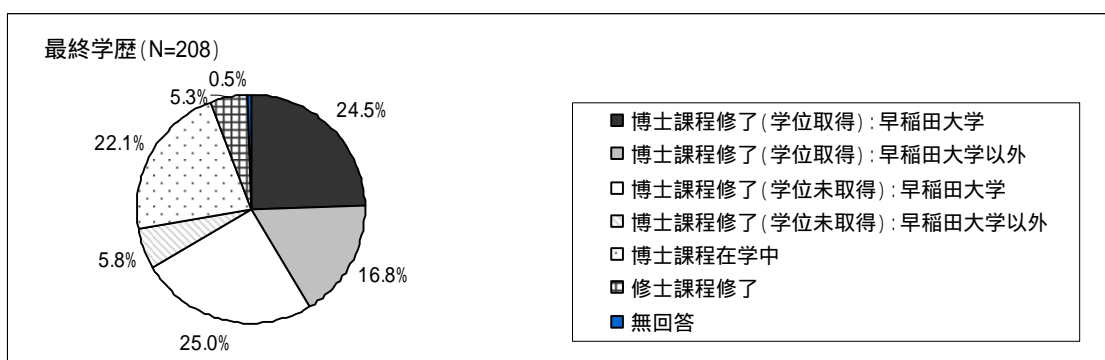 最終学歴(N=208)
0.5%
5.3%
24.5%
22.1%
5.8%
16.8%
25.0%
博士課程修了(学位取得):早稲田大学
博士課程修了(学位取得):早稲田大学以外
博士課程修了(学位未取得):早稲田大学
博士課程修了(学位未取得):早稲田大学以外
博士課程在学中
修士課程修了
無回答